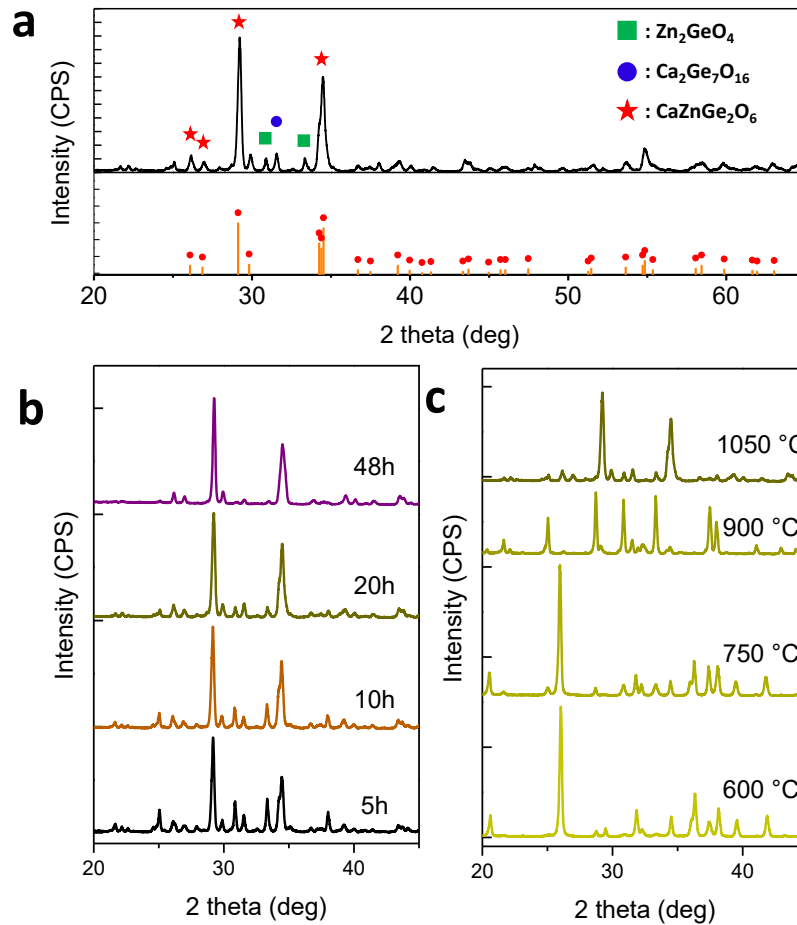 a
: Zn₂GeO₄
: Ca₂Ge₇O₁₆
: CaZnGe₂O₆
Intensity (CPS)
20 30 40 50 60
2 theta (deg)
b
48h
20h
10h
5h
Intensity (CPS)
20 30 40
2 theta (deg)
c
1050 °C
900 °C
750 °C
600 °C
Intensity (CPS)
20 30 40
2 theta (deg)